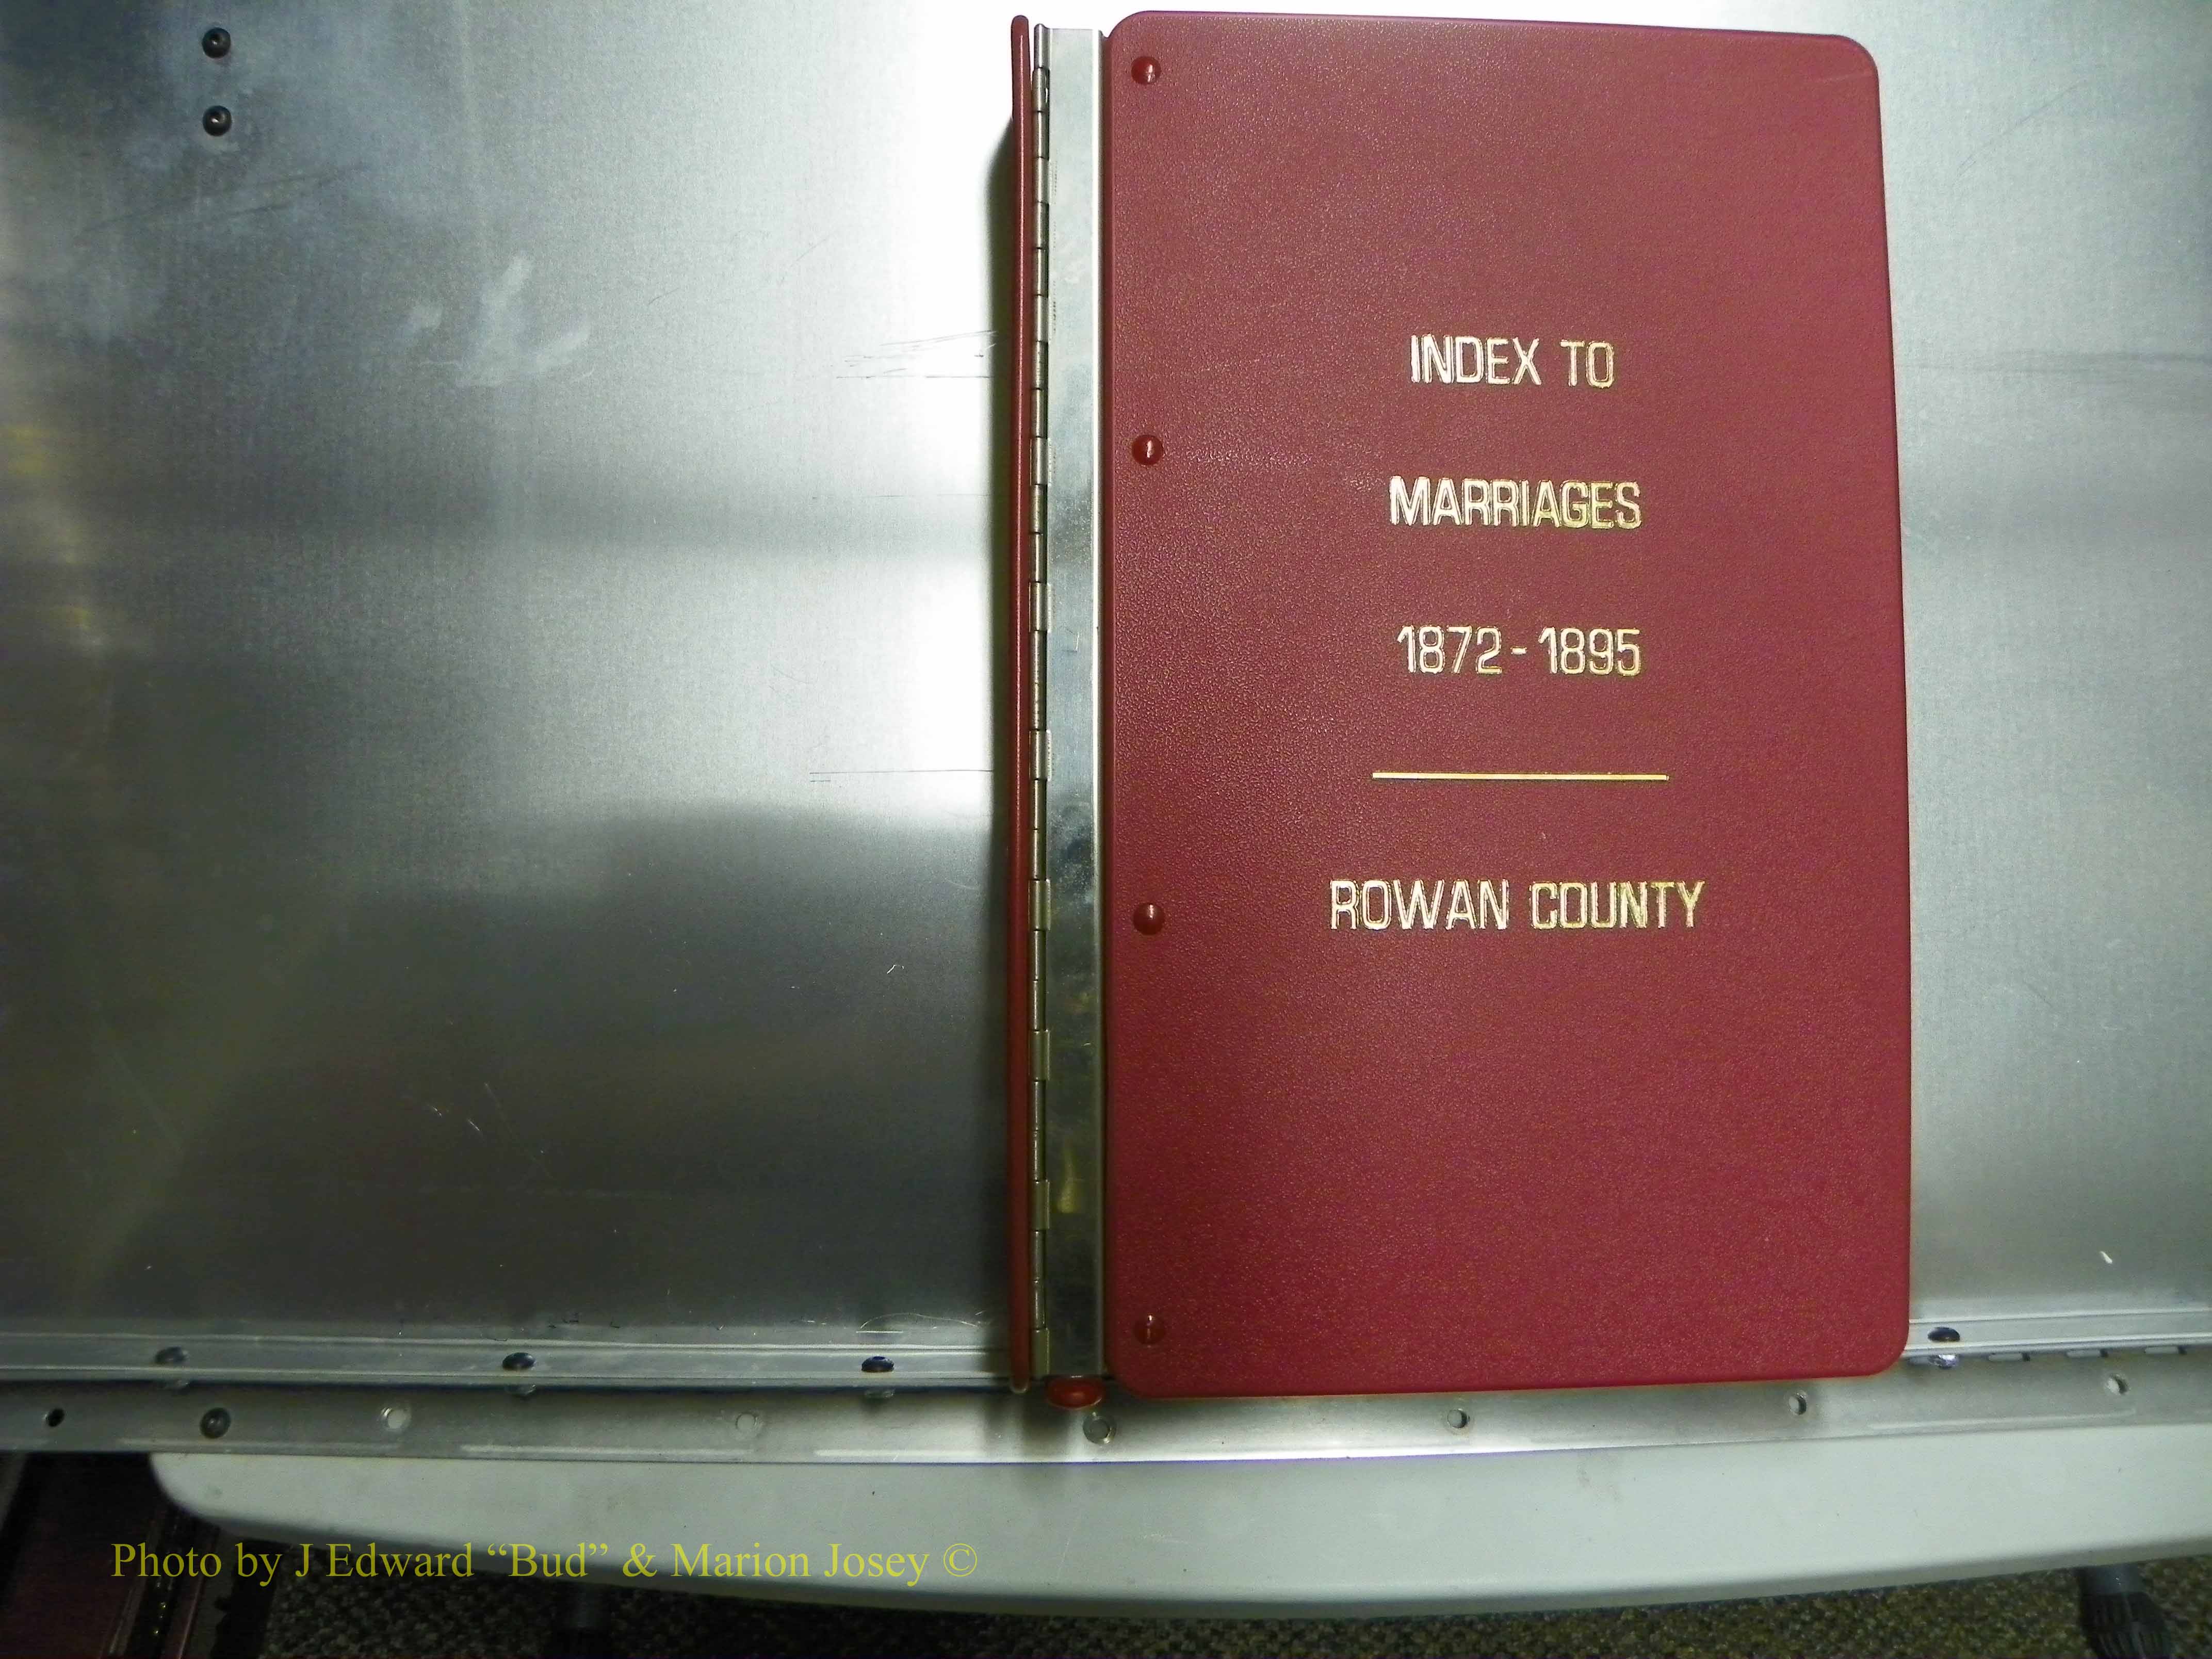 INDEX TO
MARRIAGES
1872-1895
ROWAN COUNTY
Photo by J Edward “Bud” & Marion Josey ©